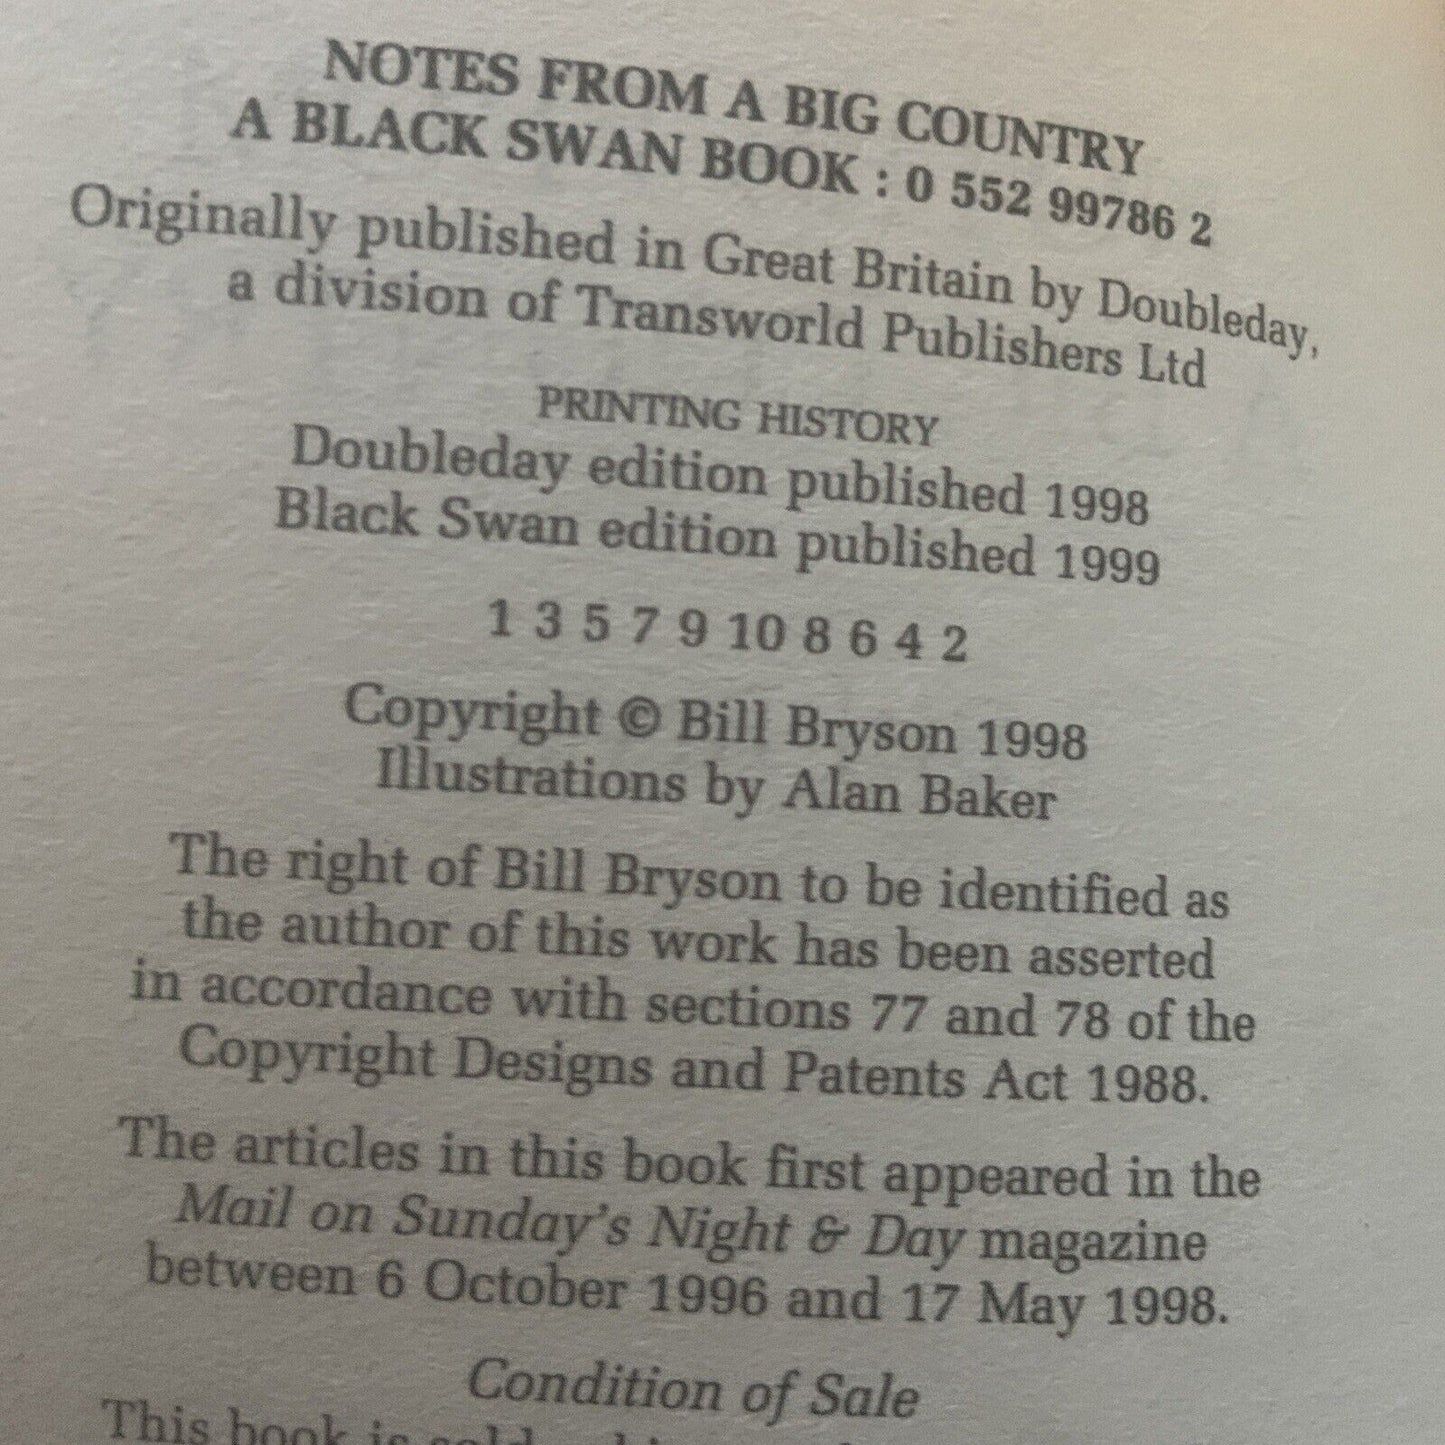 NOTES FROM A BIG COUNTRY
A BLACK SWAN BOOK : 0 552 99786 2
Originally published in Great Britain by Doubleday,
a division of Transworld Publishers Ltd
PRINTING HISTORY
Doubleday edition published 1998
Black Swan edition published 1999
1 3 5 7 9 10 8 6 4 2
Copyright © Bill Bryson 1998
Illustrations by Alan Baker
The right of Bill Bryson to be identified as
the author of this work has been asserted
in accordance with sections 77 and 78 of the
Copyright Designs and Patents Act 1988.
The articles in this book first appeared in the
Mail on Sunday's Night & Day magazine
between 6 October 1996 and 17 May 1998.
Condition of Sale
This book is sold